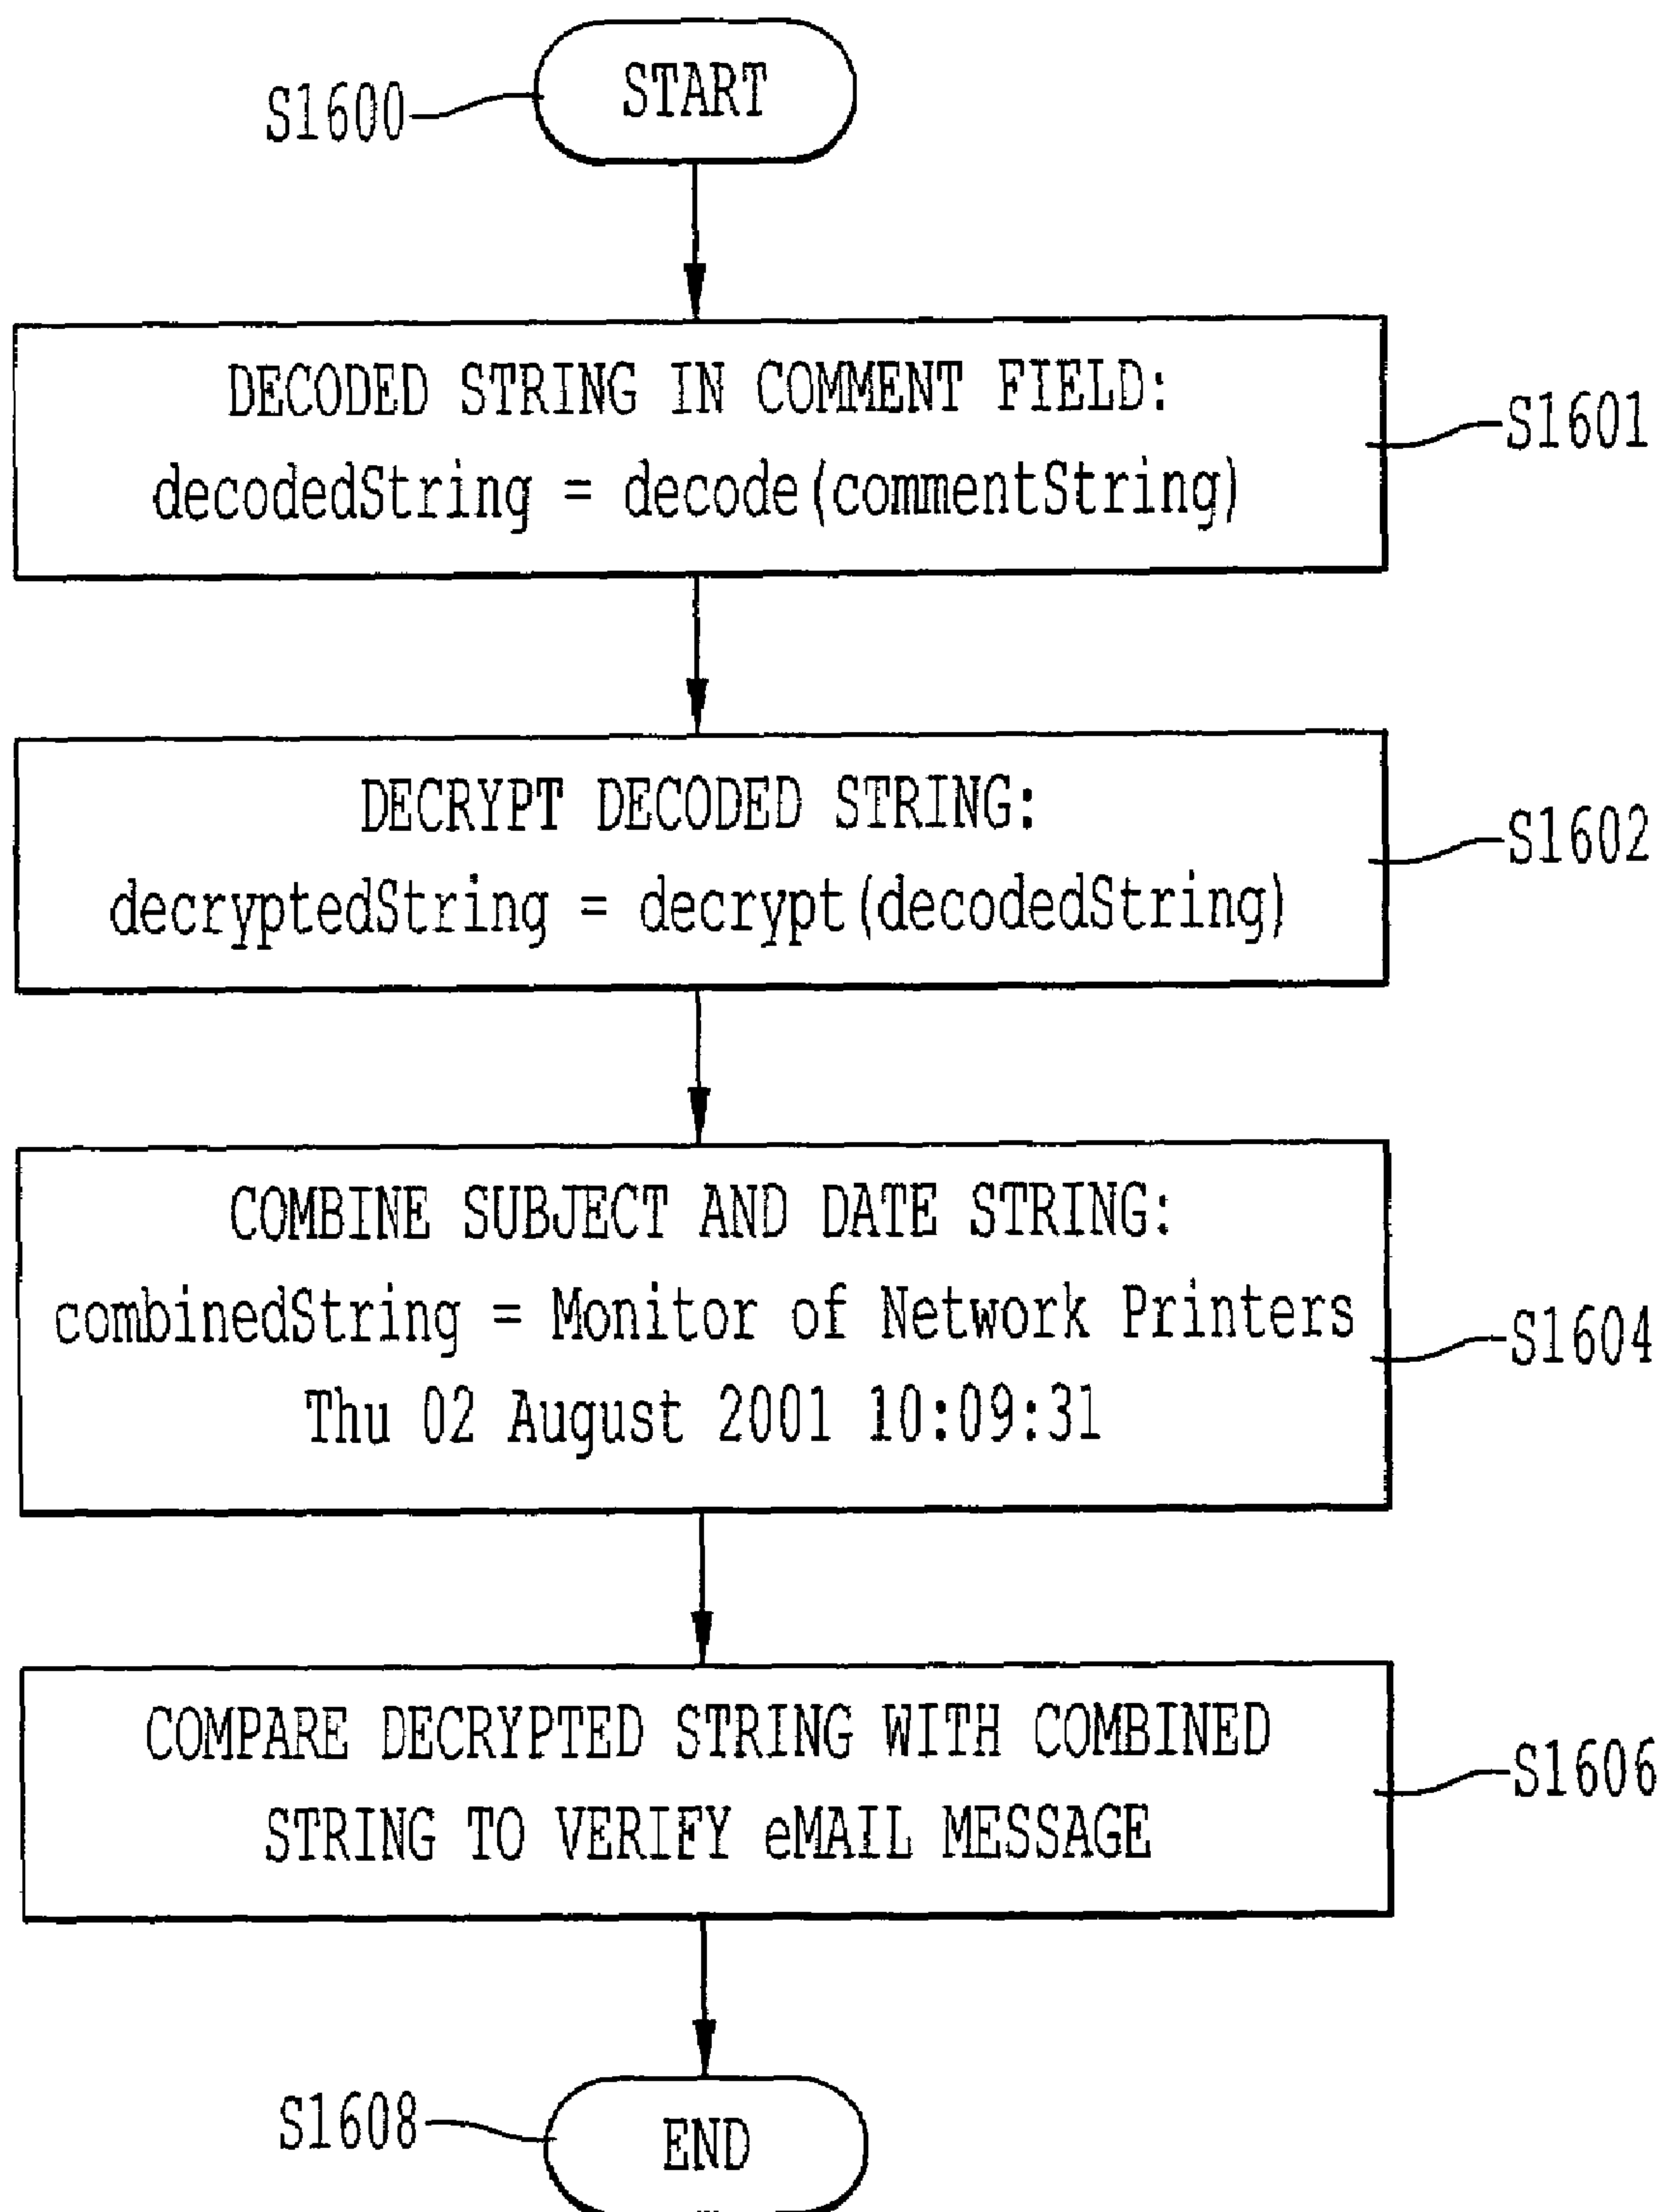 START
S1600
DECODED STRING IN COMMENT FIELD:
decodedString = decode(commentString)
S1601
DECRYPT DECODED STRING:
decryptedString = decrypt(decodedString)
S1602
COMBINE SUBJECT AND DATE STRING:
combinedString = Monitor of Network Printers
Thu 02 August 2001 10:09:31
S1604
COMPARE DECRYPTED STRING WITH COMBINED
STRING TO VERIFY eMAIL MESSAGE
S1606
S1608
END